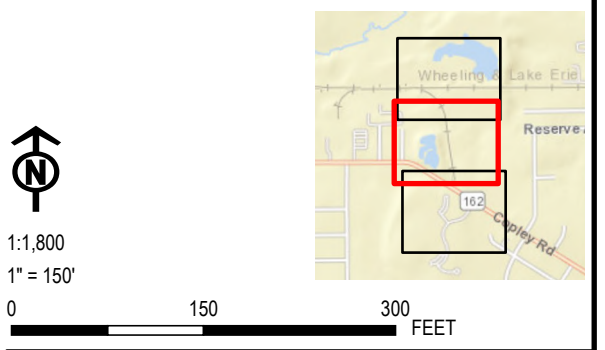 Wheeling & Lake Erie
Reserve
162
Copley Rd
N
1:1,800
1" = 150'
0 150 300
FEET